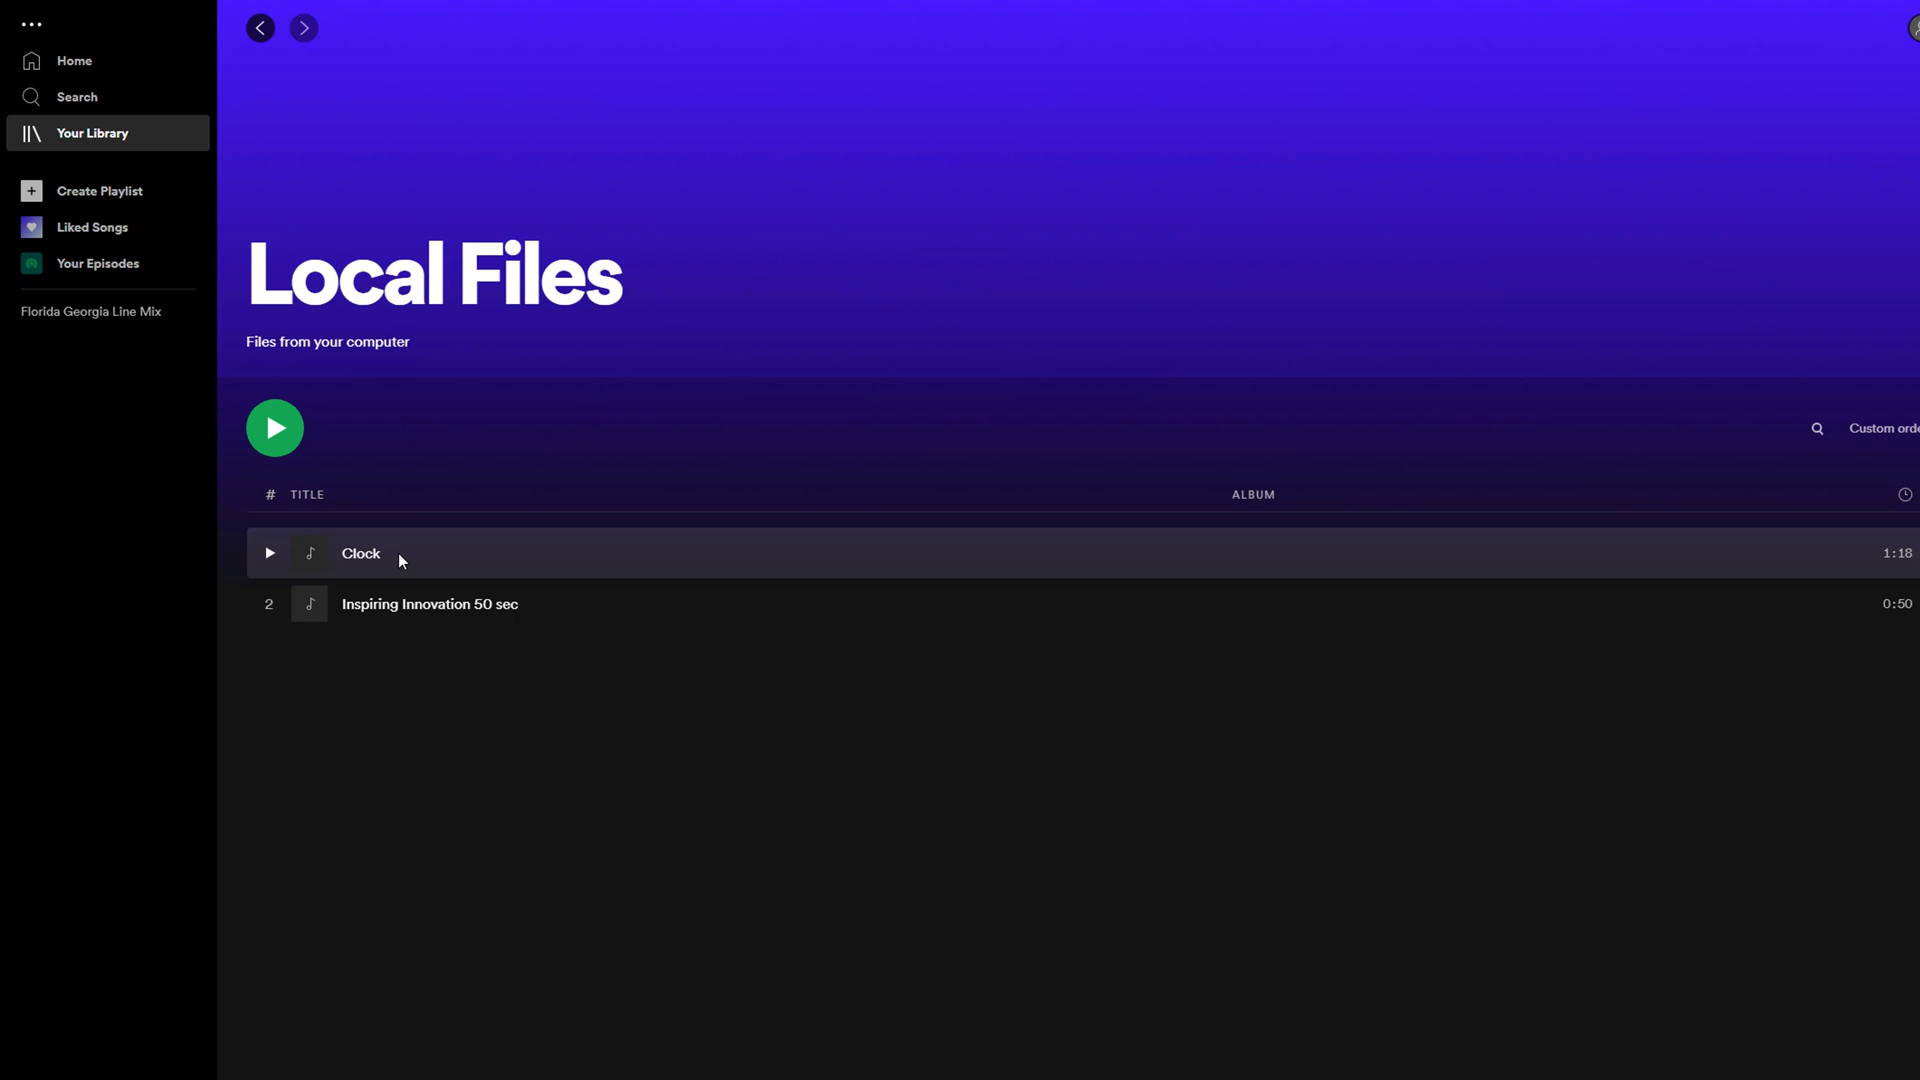 Home
Search
Your Library
Create Playlist
Liked Songs
Your Episodes
Florida Georgia Line Mix
Local Files
Files from your computer
Custom orde
# TITLE ALBUM
Clock 1:18
2 Inspiring Innovation 50 sec 0:50